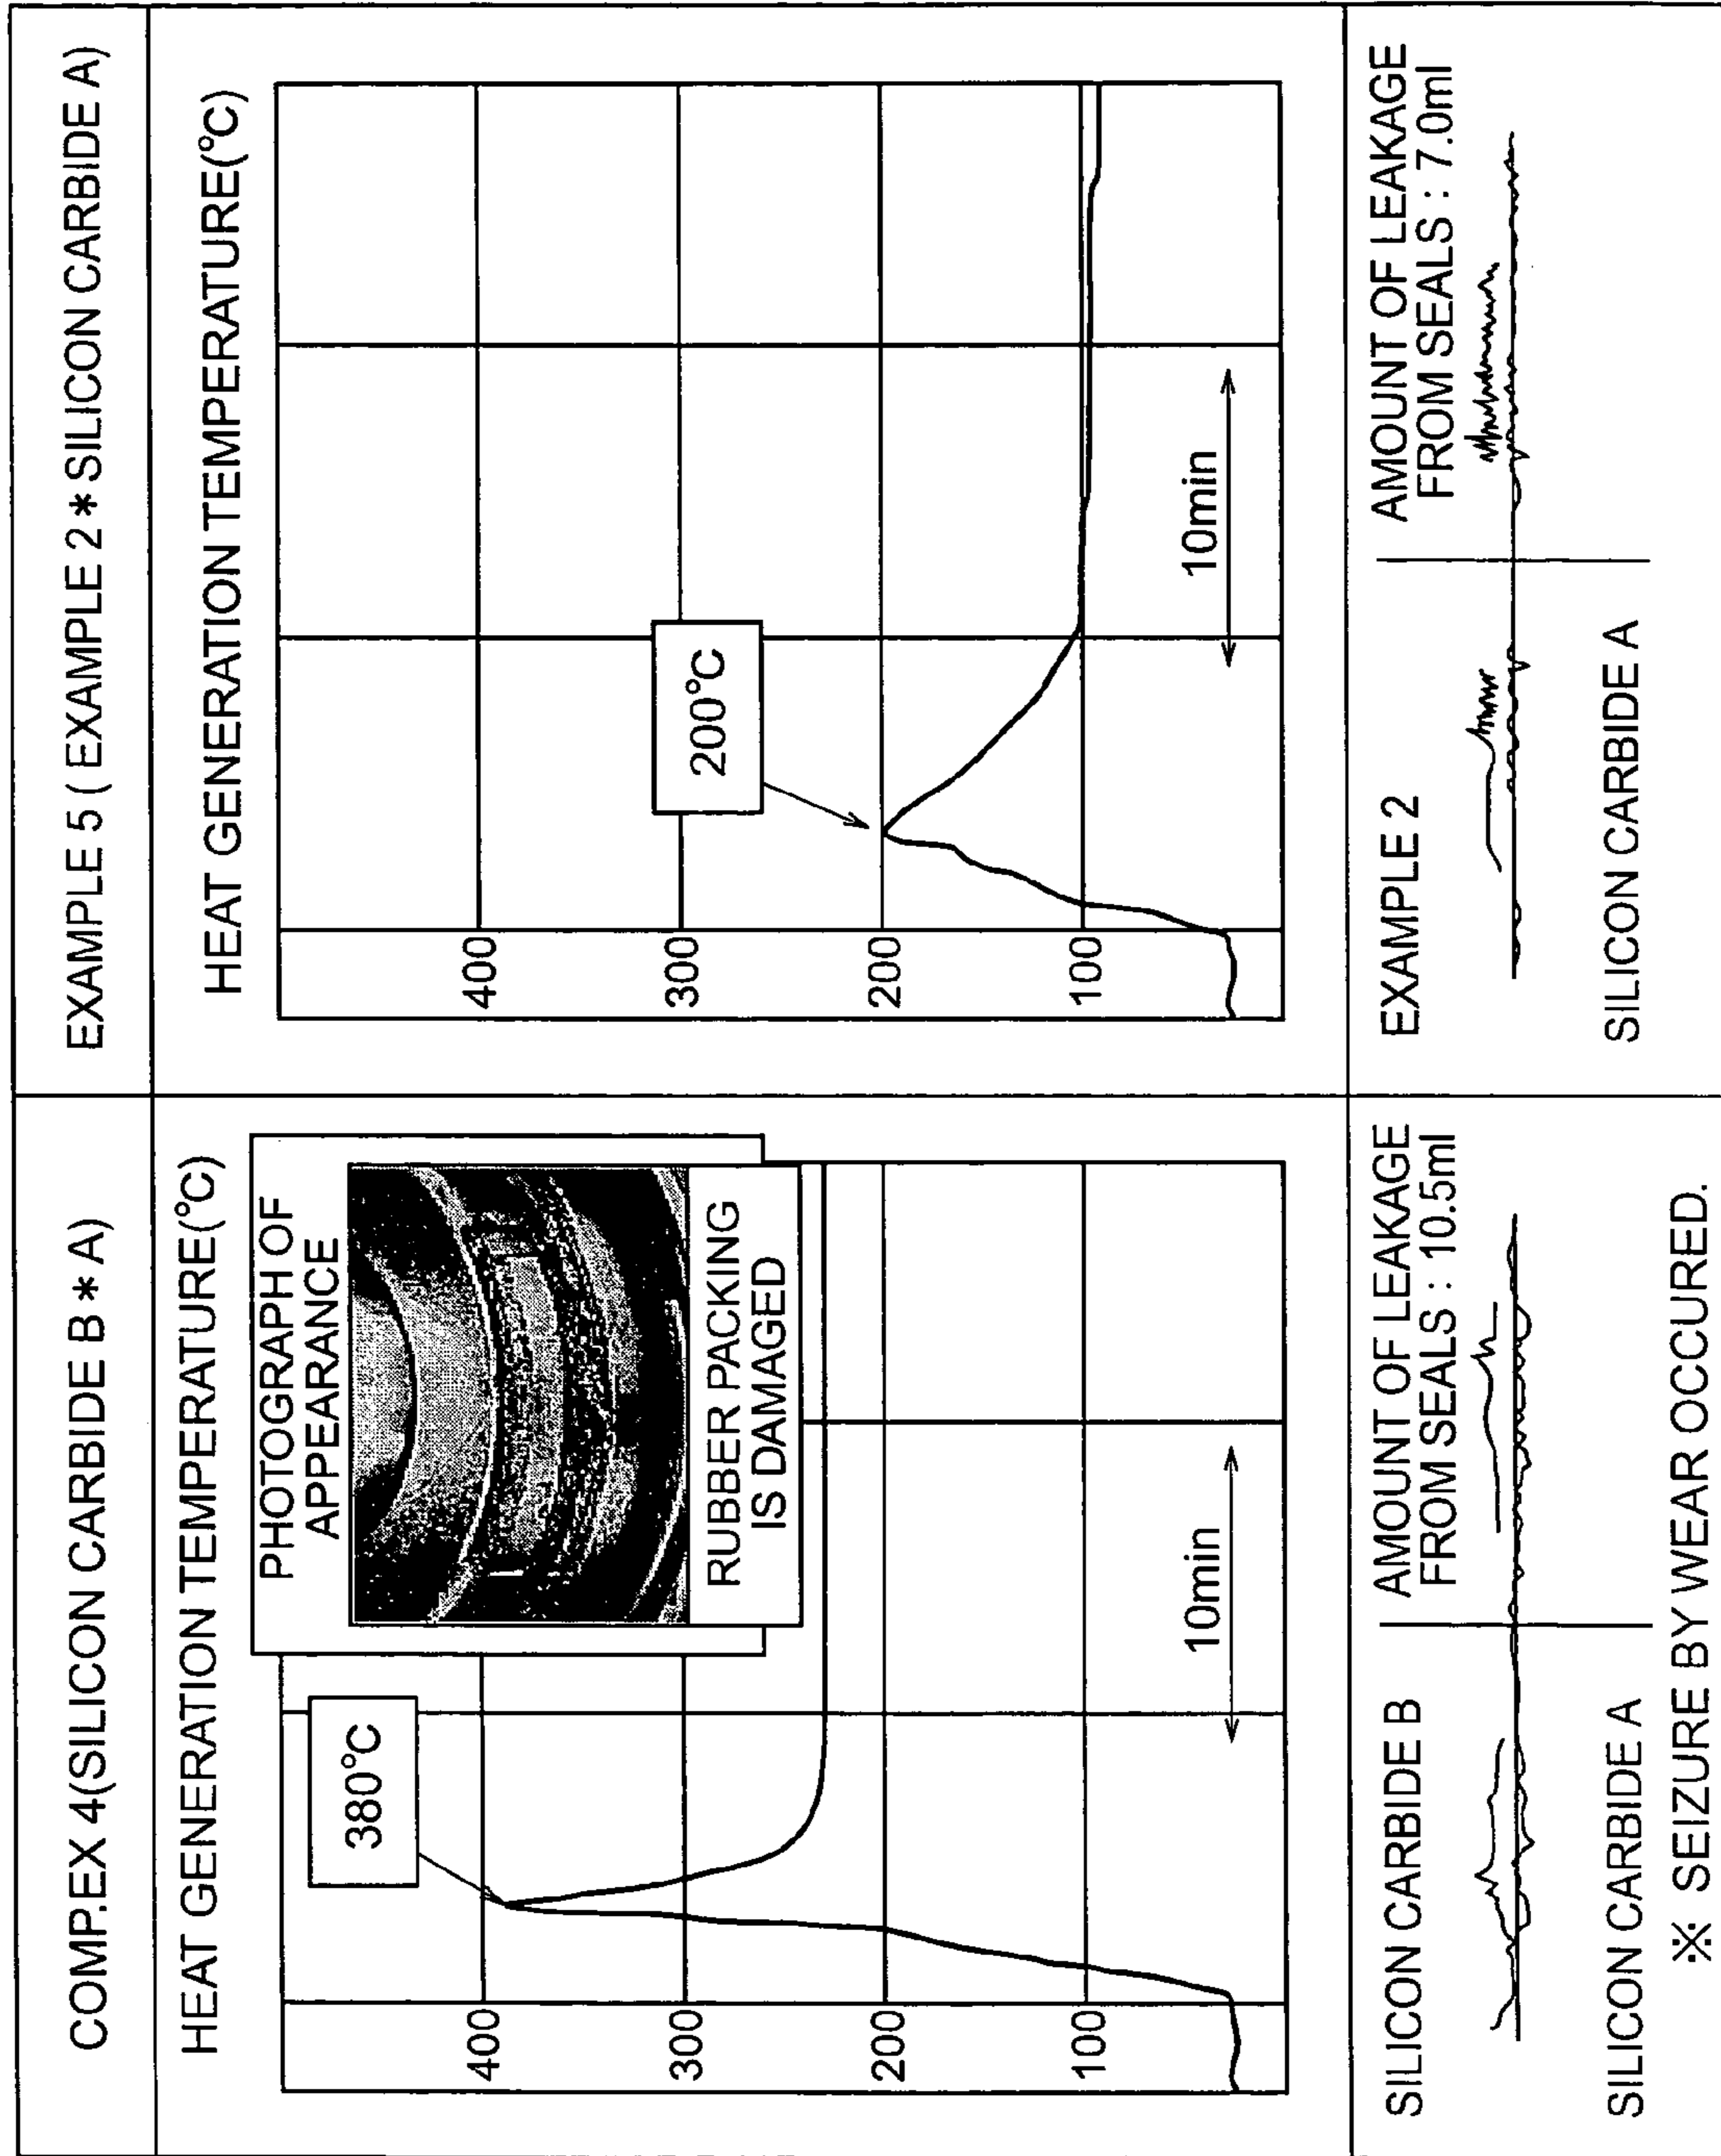 COMP.EX 4(SILICON CARBIDE B * A)
HEAT GENERATION TEMPERATURE(°C)
PHOTOGRAPH OF
APPEARANCE
RUBBER PACKING
IS DAMAGED
380°C
400
300
200
100
10min
SILICON CARBIDE B
AMOUNT OF LEAKAGE
FROM SEALS : 10.5ml
SILICON CARBIDE A
※ SEIZURE BY WEAR OCCURED.
EXAMPLE 5 ( EXAMPLE 2 * SILICON CARBIDE A)
HEAT GENERATION TEMPERATURE(°C)
400
300
200
100
200°C
10min
EXAMPLE 2
AMOUNT OF LEAKAGE
FROM SEALS : 7.0ml
SILICON CARBIDE A